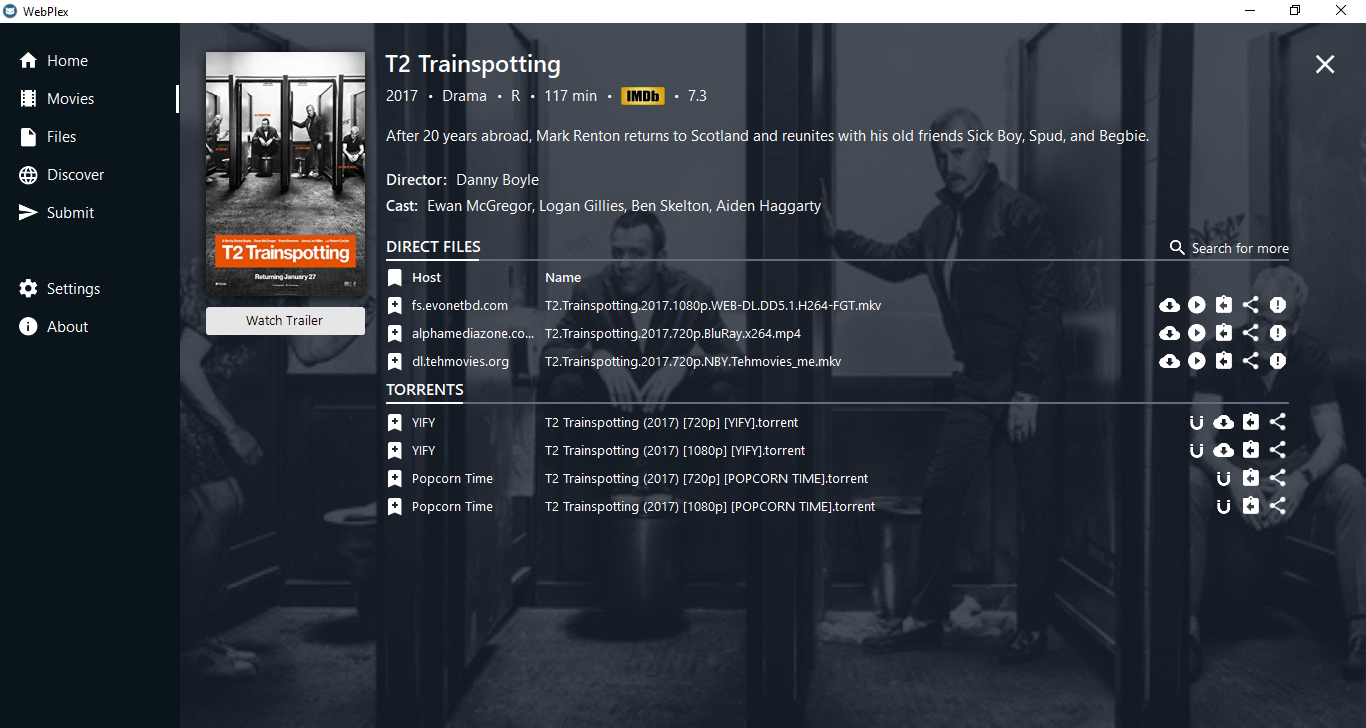 WebPlex
Home
Movies
Files
Discover
Submit
Settings
About
T2 Trainspotting
Returning January 27
Watch Trailer
T2 Trainspotting
2017 • Drama • R • 117 min • IMDb • 7.3
After 20 years abroad, Mark Renton returns to Scotland and reunites with his old friends Sick Boy, Spud, and Begbie.
Director: Danny Boyle
Cast: Ewan McGregor, Logan Gillies, Ben Skelton, Aiden Haggarty
DIRECT FILES Search for more
Host Name
fs.evonetbd.com T2.Trainspotting.2017.1080p.WEB-DL.DD5.1.H264-FGT.mkv
alphamediazone.co... T2.Trainspotting.2017.720p.BluRay.x264.mp4
dl.tehmovies.org T2.Trainspotting.2017.720p.NBY.Tehmovies_me.mkv
TORRENTS
YIFY T2 Trainspotting (2017) [720p] [YIFY].torrent
YIFY T2 Trainspotting (2017) [1080p] [YIFY].torrent
Popcorn Time T2 Trainspotting (2017) [720p] [POPCORN TIME].torrent
Popcorn Time T2 Trainspotting (2017) [1080p] [POPCORN TIME].torrent